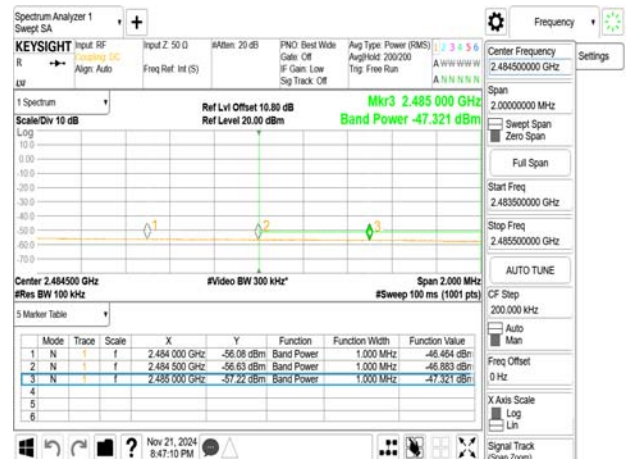 Spectrum Analyzer 1
Swept SA
+
Frequency
KEYSIGHT
R
Input: RF
Coupling: DC
Align: Auto
Input Z: 50 Ω
Freq Ref: Int (S)
#Atten: 20 dB
PNO: Best Wide
Gate: Off
IF Gain: Low
Sig Track: Off
Avg Type: Power (RMS)
Avg|Hold: 200/200
Trig: Free Run
1 2 3 4 5 6
A W W W W W
A N N N N N
Center Frequency
2.484500000 GHz
Settings
Span
2.00000000 MHz
Swept Span
Zero Span
Full Span
Start Freq
2.483500000 GHz
Stop Freq
2.485500000 GHz
AUTO TUNE
CF Step
200.000 kHz
Auto
Man
Freq Offset
0 Hz
X Axis Scale
Log
Lin
Signal Track
(Span Zoom)
1 Spectrum
Scale/Div 10 dB
Ref Lvl Offset 10.80 dB
Ref Level 20.00 dBm
Mkr3 2.485 000 GHz
Band Power -47.321 dBm
Log
10.0
0.00
-10.0
-20.0
-30.0
-40.0
-50.0
-60.0
-70.0
1
2
3
Center 2.484500 GHz
#Res BW 100 kHz
#Video BW 300 kHz*
Span 2.000 MHz
#Sweep 100 ms (1001 pts)
5 Marker Table
Mode Trace Scale X Y Function Function Width Function Value
1 N 1 f 2.484 000 GHz -56.08 dBm Band Power 1.000 MHz -46.464 dBm
2 N 1 f 2.484 500 GHz -56.63 dBm Band Power 1.000 MHz -46.883 dBm
3 N 1 f 2.485 000 GHz -57.22 dBm Band Power 1.000 MHz -47.321 dBm
4
5
6
?
Nov 21, 2024
8:47:10 PM